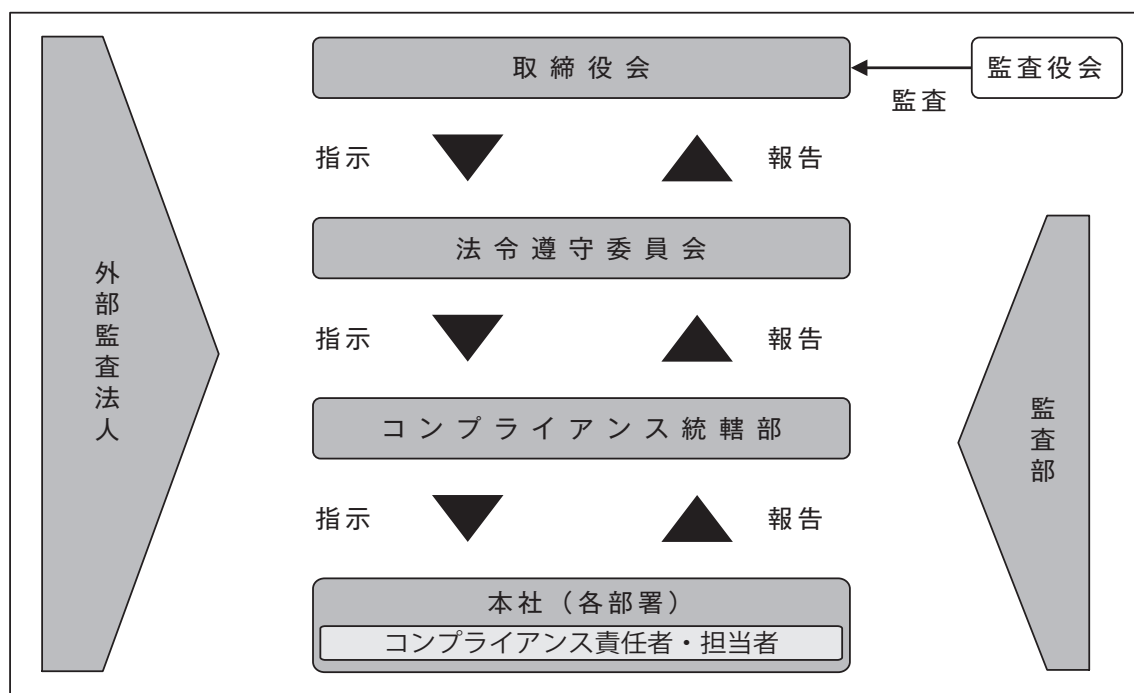 取締役会
監査役会
監査
指示
報告
法令遵守委員会
外部監査法人
指示
報告
コンプライアンス統轄部
監査部
指示
報告
本社（各部署）
コンプライアンス責任者・担当者